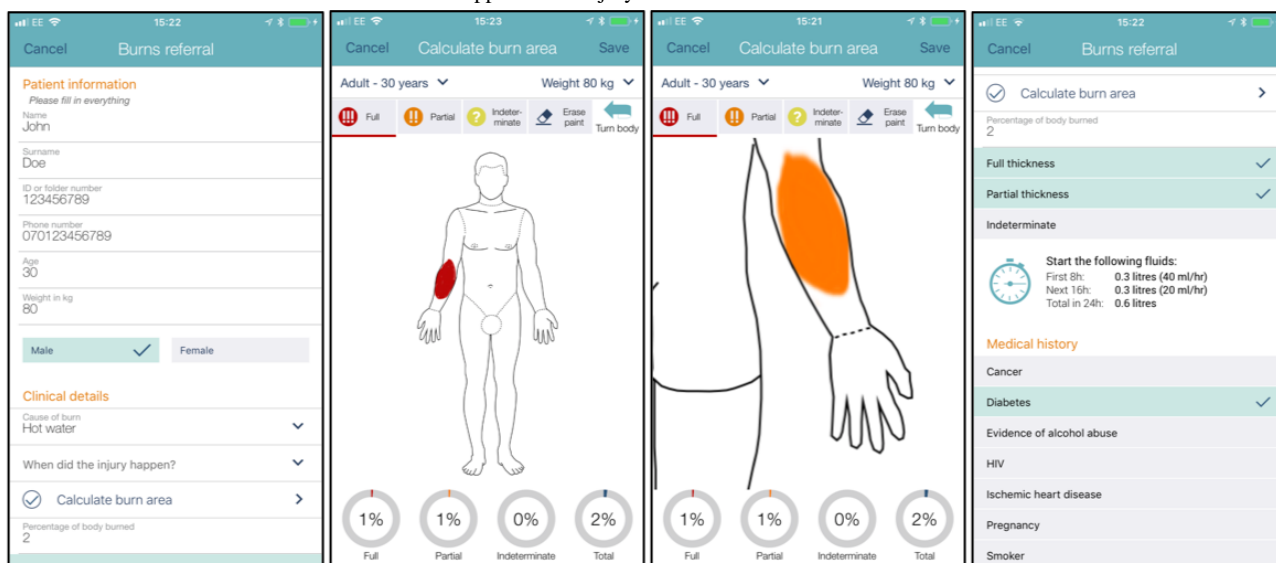 EE 15:22
Cancel Burns referral
Patient information
Please fill in everything
Name
John
Surname
Doe
ID or folder number
123456789
Phone number
070123456789
Age
30
Weight in kg
80
Male Female
Clinical details
Cause of burn
Hot water
When did the injury happen?
Calculate burn area
Percentage of body burned
2
EE 15:23
Cancel Calculate burn area Save
Adult - 30 years Weight 80 kg
!!! Full !! Partial ? Indeter-
minate Erase
paint Turn body
1% 1% 0% 2%
Full Partial Indeterminate Total
EE 15:21
Cancel Calculate burn area Save
Adult - 30 years Weight 80 kg
!!! Full !! Partial ? Indeter-
minate Erase
paint Turn body
1% 1% 0% 2%
Full Partial Indeterminate Total
EE 15:22
Cancel Burns referral
Calculate burn area
Percentage of body burned
2
Full thickness
Partial thickness
Indeterminate
Start the following fluids:
First 8h: 0.3 litres (40 ml/hr)
Next 16h: 0.3 litres (20 ml/hr)
Total in 24h: 0.6 litres
Medical history
Cancer
Diabetes
Evidence of alcohol abuse
HIV
Ischemic heart disease
Pregnancy
Smoker